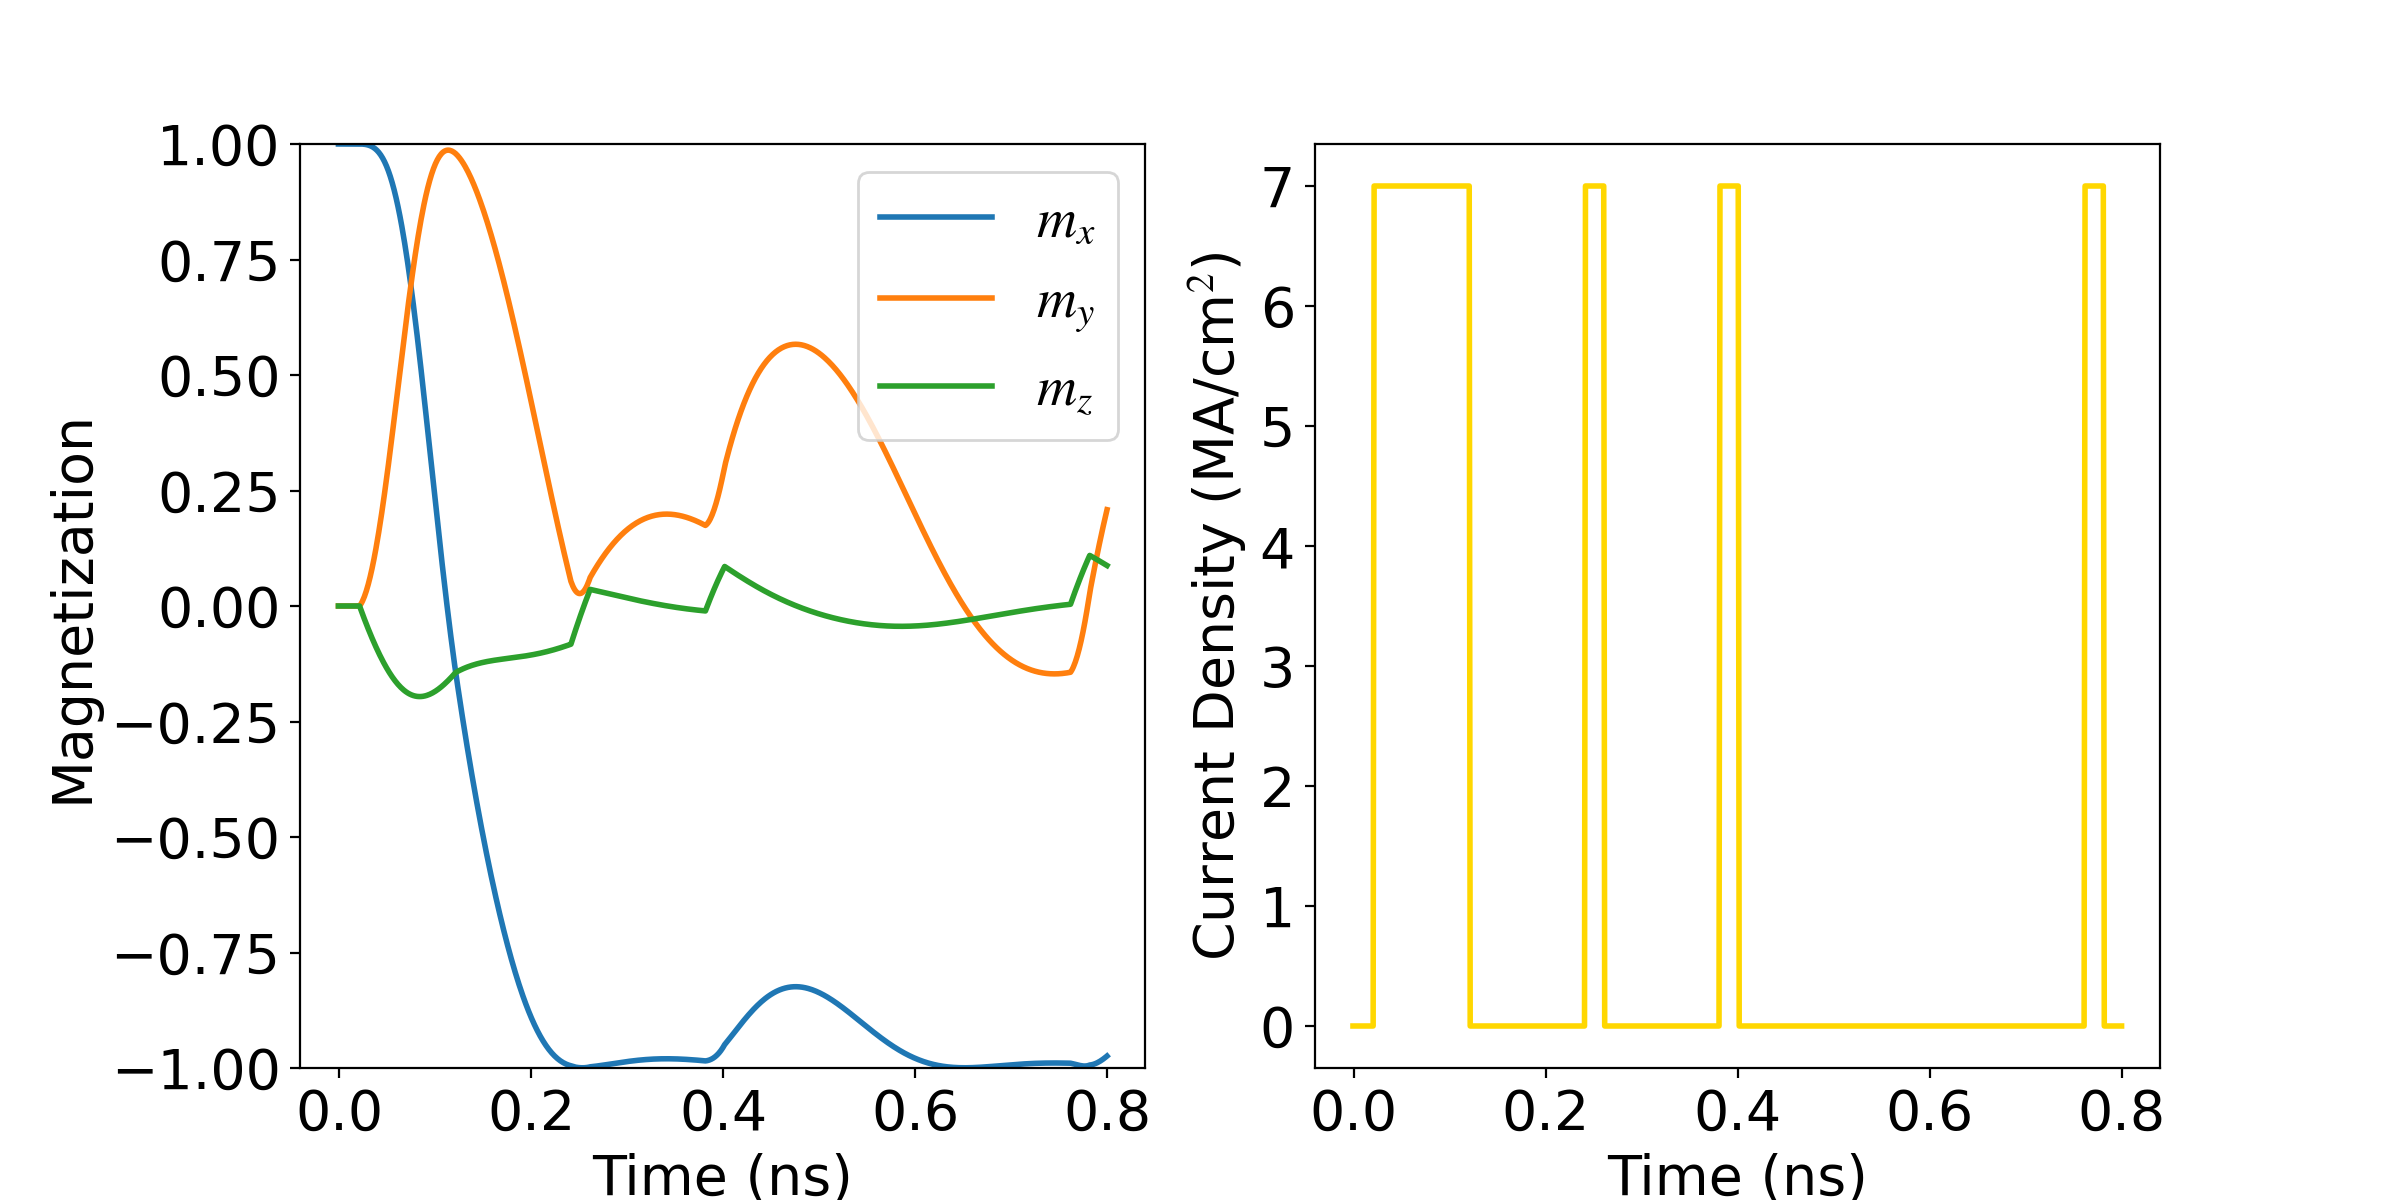 1.00
0.75
0.50
0.25
0.00
−0.25
−0.50
−0.75
−1.00
Magnetization
0.0 0.2 0.4 0.6 0.8
Time (ns)
m_x
m_y
m_z
7
6
5
4
3
2
1
0
Current Density (MA/cm²)
0.0 0.2 0.4 0.6 0.8
Time (ns)